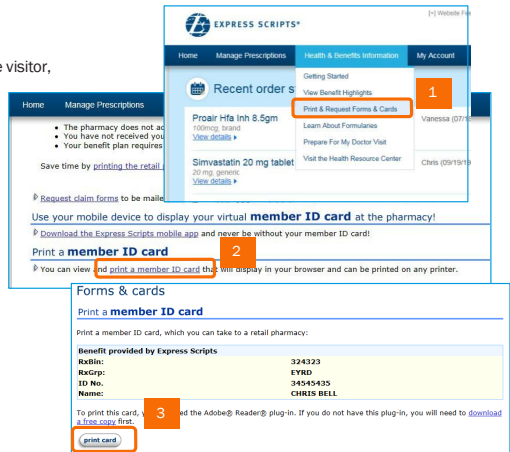 e visitor,
EXPRESS SCRIPTS®
[+] Website Fe
Home Manage Prescriptions Health & Benefits Information My Account
Recent order s
Proair Hfa Inh 8.5gm
100mcg, brand
View details
Simvastatin 20 mg tablet
20 mg, generic
View details
Getting Started
View Benefit Highlights
Print & Request Forms & Cards
Learn About Formularies
Prepare For My Doctor Visit
Visit the Health Resource Center
1
Vanessa (07/1
Chris (09/19/1
Home Manage Prescriptions
• The pharmacy does not ac
• You have not received you
• Your benefit plan requires
Save time by printing the retail
Request claim forms to be maile
Use your mobile device to display your virtual member ID card at the pharmacy!
Download the Express Scripts mobile app and never be without your member ID card!
Print a member ID card
2
You can view and print a member ID card that will display in your browser and can be printed on any printer.
Forms & cards
Print a member ID card
Print a member ID card, which you can take to a retail pharmacy:
Benefit provided by Express Scripts
RxBin: 324323
RxGrp: EYRD
ID No. 34545435
Name: CHRIS BELL
To print this card, y ed the Adobe® Reader® plug-in. If you do not have this plug-in, you will need to download
a free copy first.
3
print card